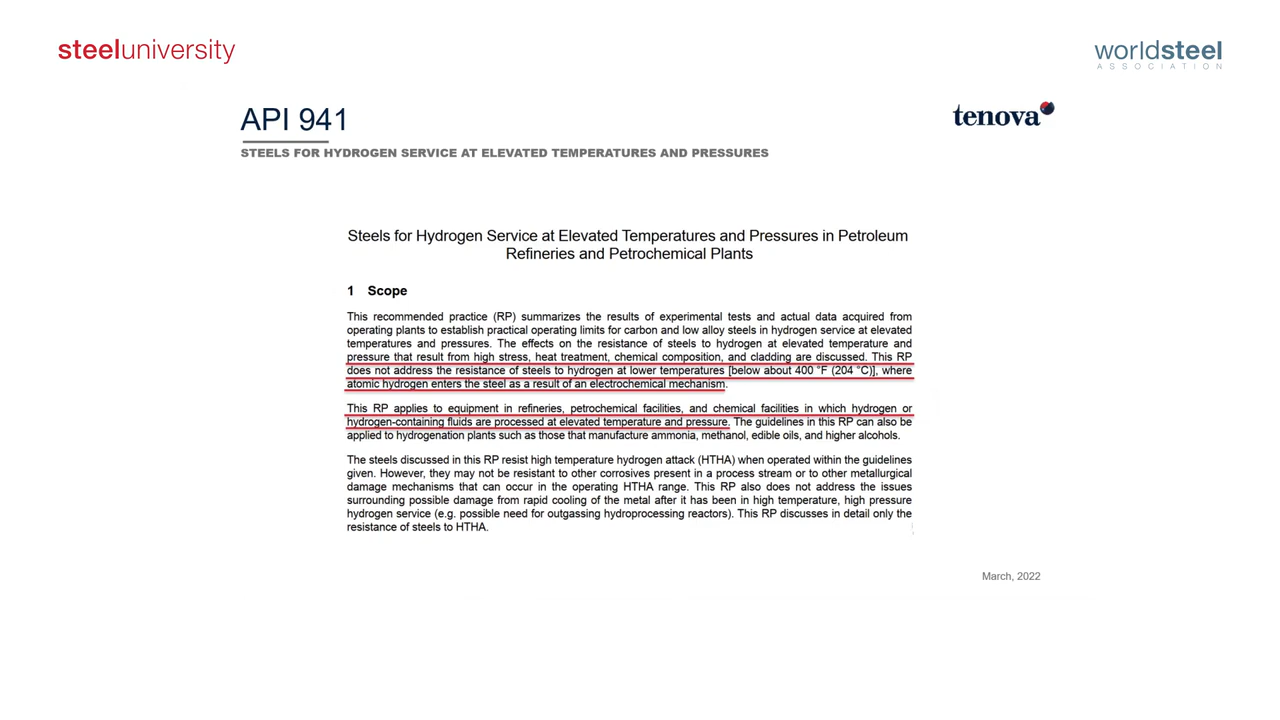 steeluniversity
worldsteel
ASSOCIATION
API 941
tenova
STEELS FOR HYDROGEN SERVICE AT ELEVATED TEMPERATURES AND PRESSURES
Steels for Hydrogen Service at Elevated Temperatures and Pressures in Petroleum
Refineries and Petrochemical Plants
1 Scope
This recommended practice (RP) summarizes the results of experimental tests and actual data acquired from
operating plants to establish practical operating limits for carbon and low alloy steels in hydrogen service at elevated
temperatures and pressures. The effects on the resistance of steels to hydrogen at elevated temperature and
pressure that result from high stress, heat treatment, chemical composition, and cladding are discussed. This RP
does not address the resistance of steels to hydrogen at lower temperatures [below about 400 °F (204 °C)], where
atomic hydrogen enters the steel as a result of an electrochemical mechanism.
This RP applies to equipment in refineries, petrochemical facilities, and chemical facilities in which hydrogen or
hydrogen-containing fluids are processed at elevated temperature and pressure. The guidelines in this RP can also be
applied to hydrogenation plants such as those that manufacture ammonia, methanol, edible oils, and higher alcohols.
The steels discussed in this RP resist high temperature hydrogen attack (HTHA) when operated within the guidelines
given. However, they may not be resistant to other corrosives present in a process stream or to other metallurgical
damage mechanisms that can occur in the operating HTHA range. This RP also does not address the issues
surrounding possible damage from rapid cooling of the metal after it has been in high temperature, high pressure
hydrogen service (e.g. possible need for outgassing hydroprocessing reactors). This RP discusses in detail only the
resistance of steels to HTHA.
March, 2022